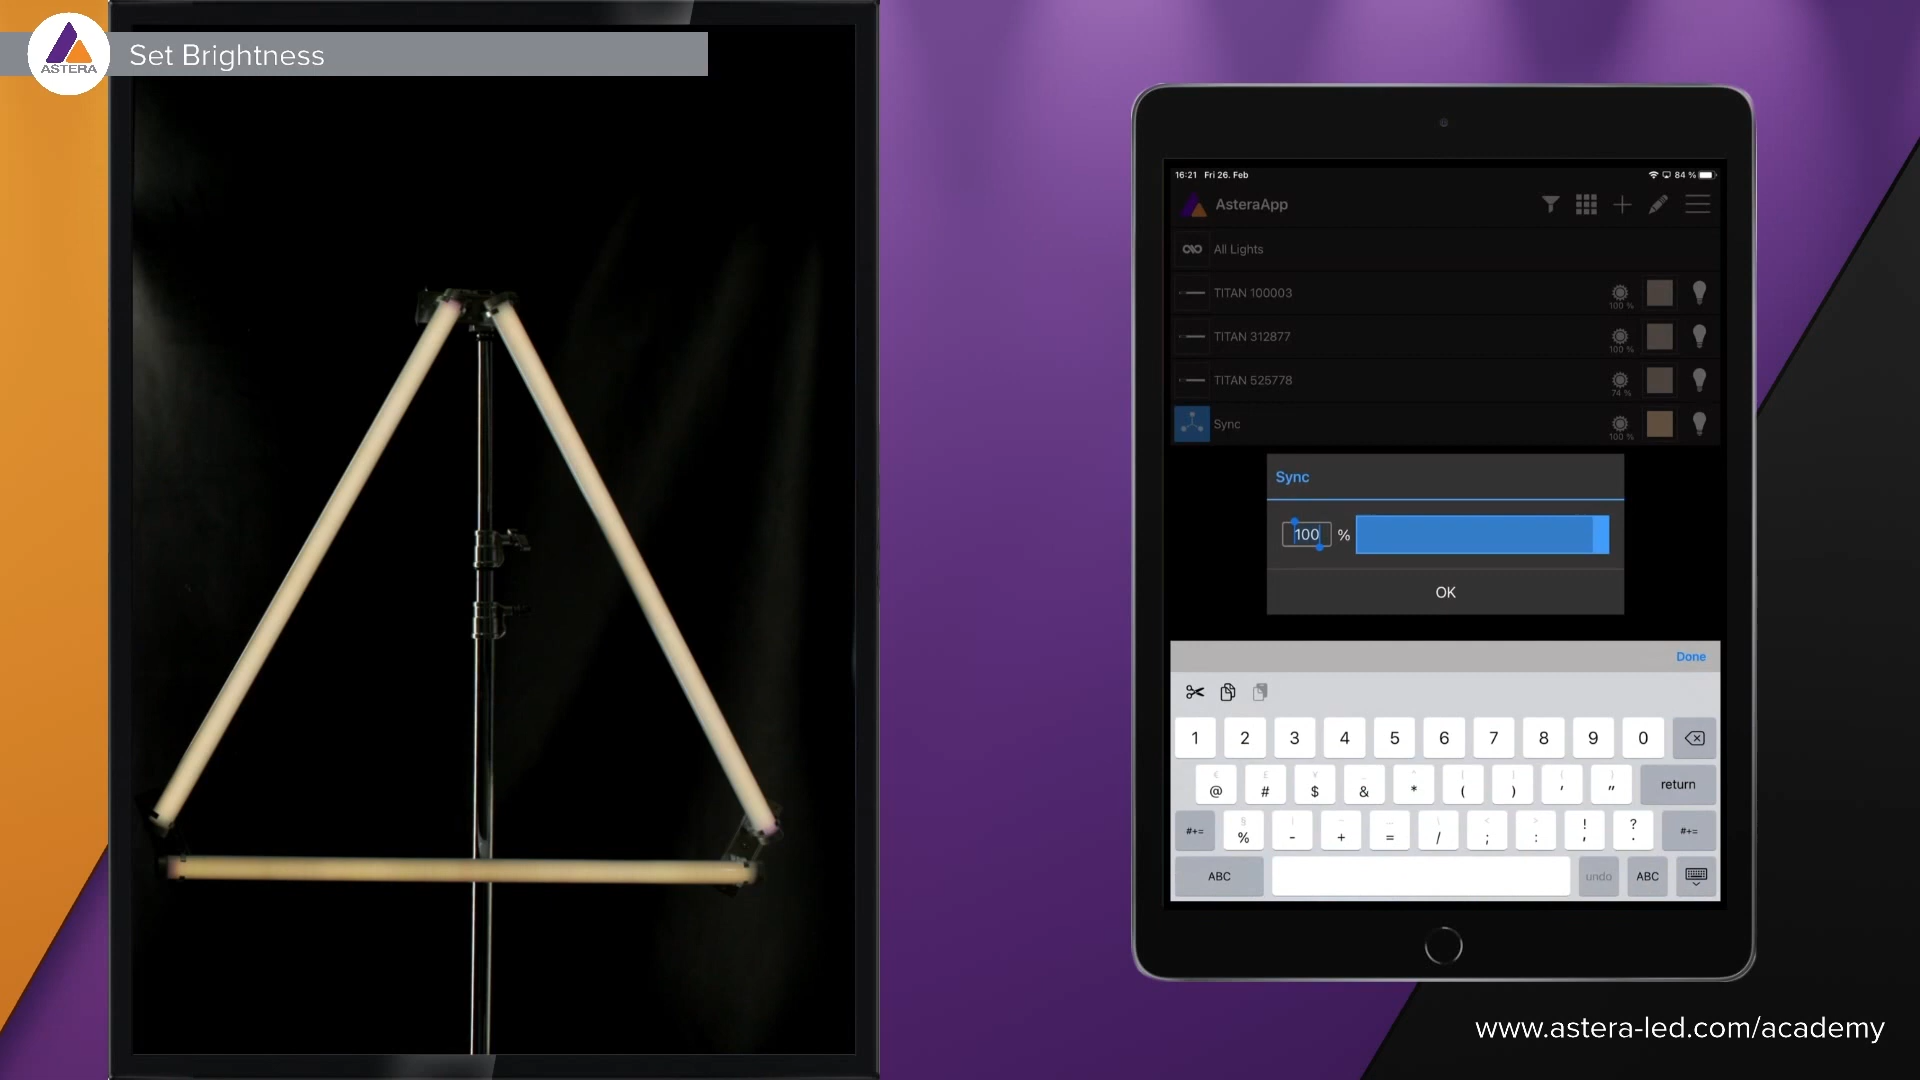 ASTERA
Set Brightness
16:21 Fri 26. Feb
84 %
AsteraApp
All Lights
TITAN 100003
100 %
TITAN 312877
100 %
TITAN 525778
74 %
Sync
100 %
Sync
100 %
OK
Done
1 2 3 4 5 6 7 8 9 0
@ # $ & * ( ) ' " return
#+= % - + = / ; : ! , ? . #+=
ABC undo ABC
www.astera-led.com/academy